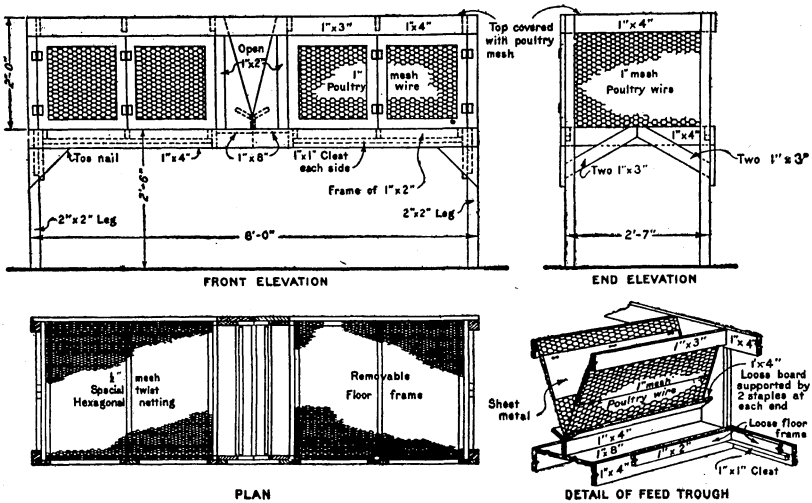 1"x3"
1"x4"
Top covered
with poultry
mesh
Open
1"x2"
1"
Poultry
mesh
wire
2'-0"
Toe nail
1"x4"
1"x8"
1"x1" Cleat
each side
Frame of 1"x2"
2'-6"
2"x2" Leg
2"x2" Leg
8'-0"
FRONT ELEVATION
1"x4"
1" mesh
Poultry wire
1"x4"
Two 1"x3"
Two 1"x3"
2'-7"
END ELEVATION
½" mesh
Special twist
Hexagonal netting
Removable
Floor frame
PLAN
1"x3"
1"x4"
1"x4"
Loose board
supported by
2 staples at
each end
1" mesh
Poultry wire
Sheet
metal
Loose floor
frame
1"x4"
1"x8"
1"x2"
1"x4"
1"x1" Cleat
DETAIL OF FEED TROUGH